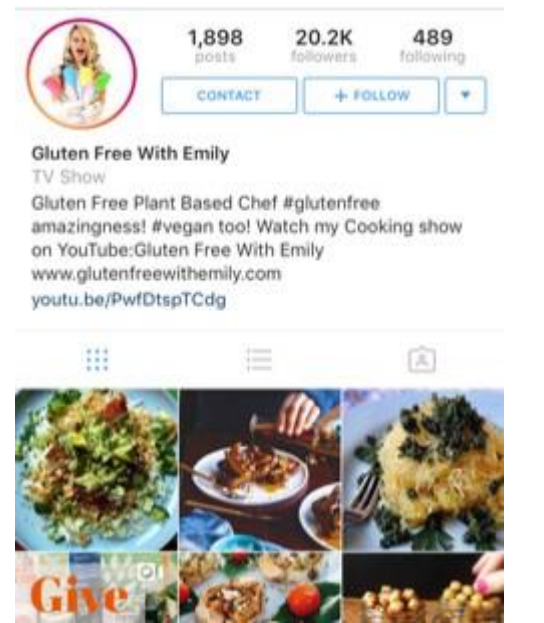 1,898 20.2K 489
posts followers following
CONTACT + FOLLOW
Gluten Free With Emily
TV Show
Gluten Free Plant Based Chef #glutenfree
amazingness! #vegan too! Watch my Cooking show
on YouTube:Gluten Free With Emily
www.glutenfreewithemily.com
youtu.be/PwfDtspTCdg
Give